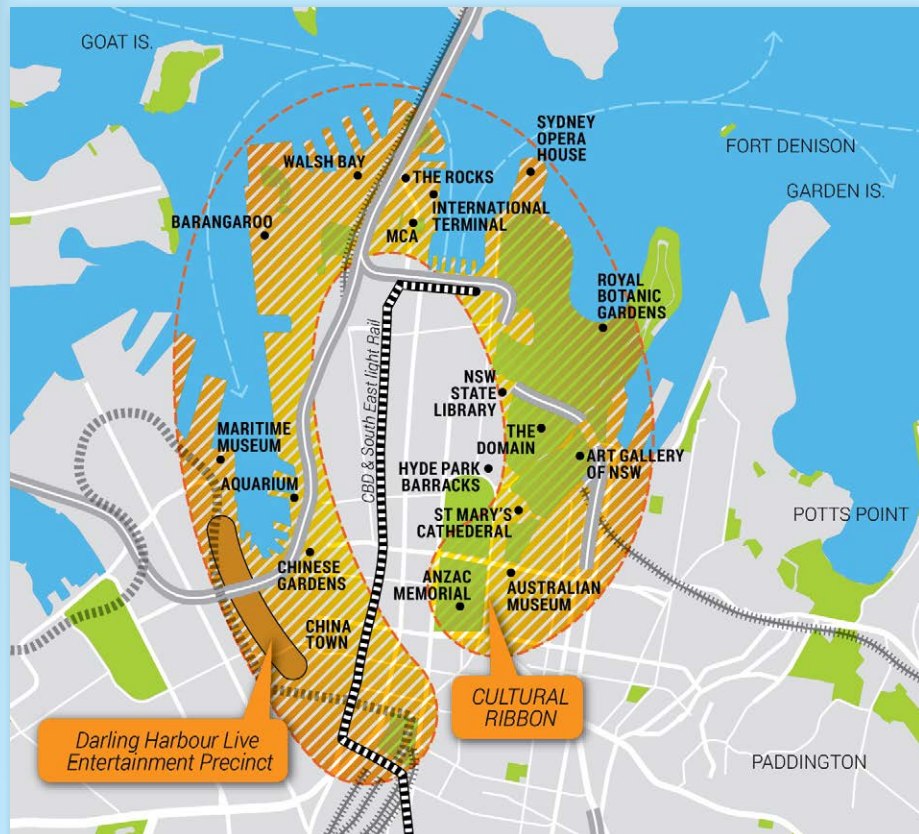 GOAT IS.
SYDNEY
OPERA
HOUSE
FORT DENISON
WALSH BAY
THE ROCKS
GARDEN IS.
INTERNATIONAL
TERMINAL
BARANGAROO
MCA
ROYAL
BOTANIC
GARDENS
CBD & South East light Rail
NSW
STATE
LIBRARY
MARITIME
MUSEUM
THE
DOMAIN
ART GALLERY
OF NSW
HYDE PARK
BARRACKS
AQUARIUM
ST MARY'S
CATHEDERAL
POTTS POINT
CHINESE
GARDENS
ANZAC
MEMORIAL
AUSTRALIAN
MUSEUM
CHINA
TOWN
CULTURAL
RIBBON
Darling Harbour Live
Entertainment Precinct
PADDINGTON